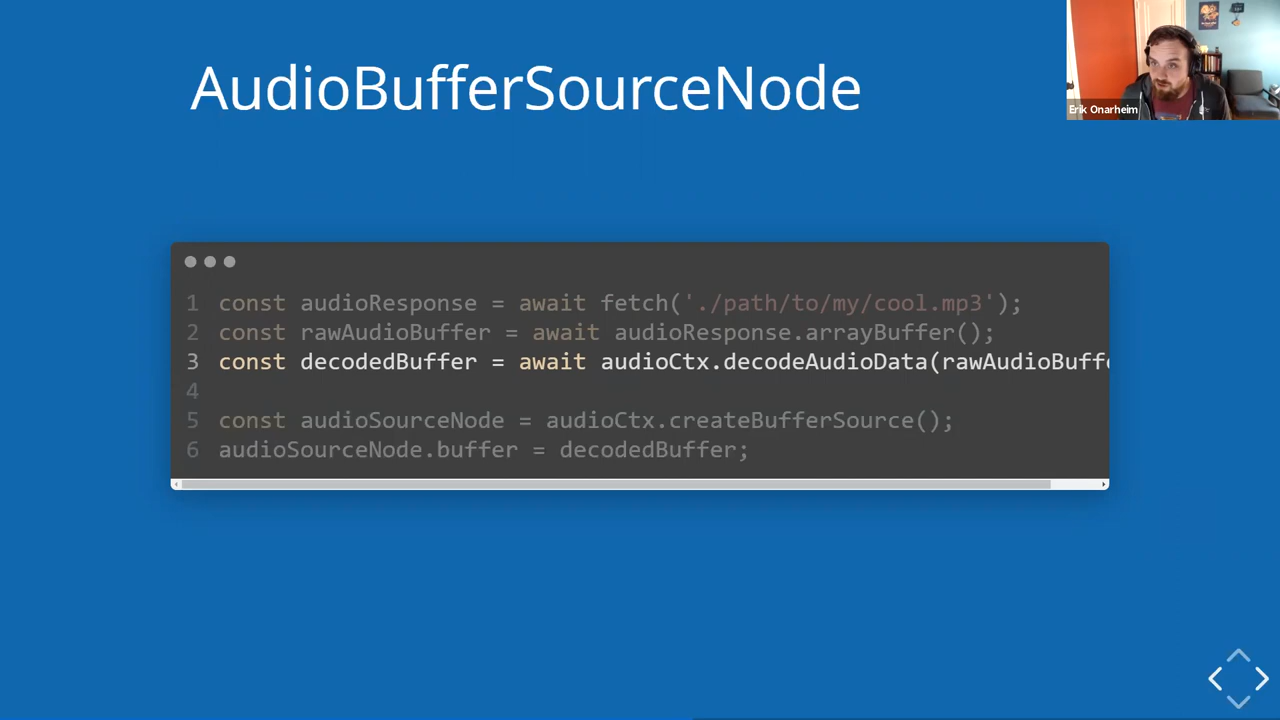 AudioBufferSourceNode
Erik Onarheim
1 const audioResponse = await fetch('./path/to/my/cool.mp3');
2 const rawAudioBuffer = await audioResponse.arrayBuffer();
3 const decodedBuffer = await audioCtx.decodeAudioData(rawAudioBuffe
4
5 const audioSourceNode = audioCtx.createBufferSource();
6 audioSourceNode.buffer = decodedBuffer;